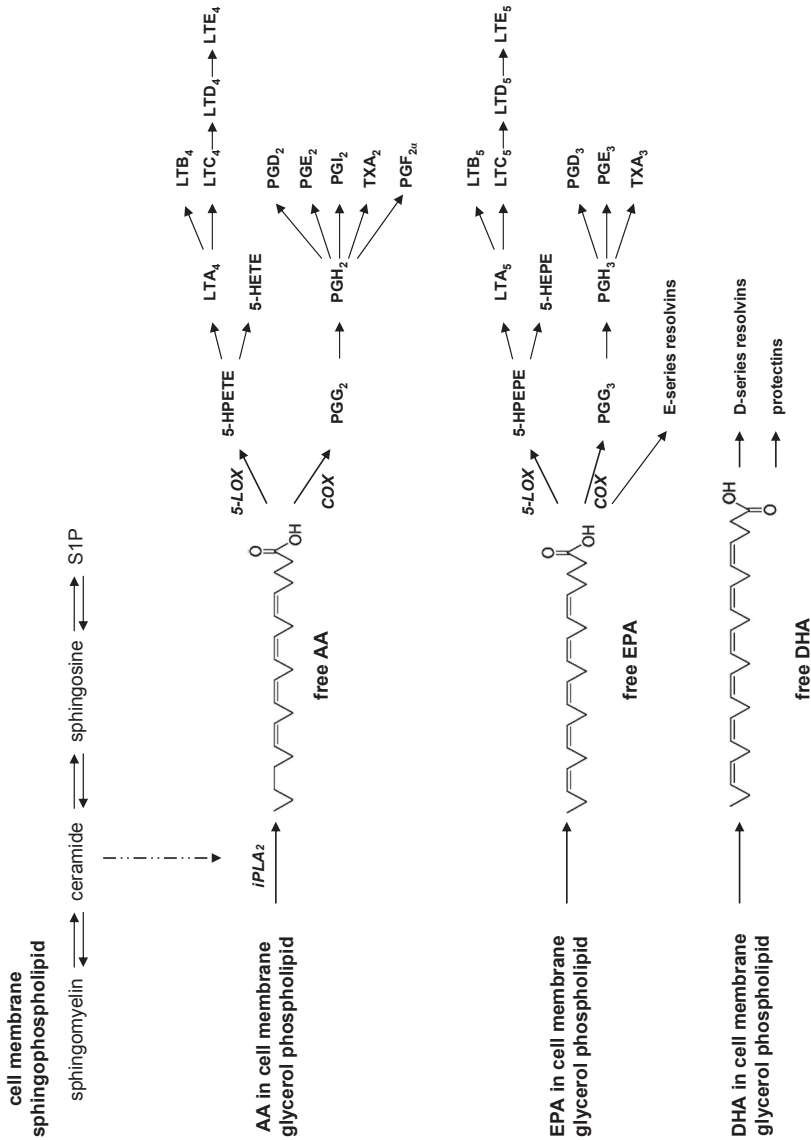 cell membrane
sphingophospholipid
sphingomyelin
ceramide
sphingosine
S1P
iPLA₂
AA in cell membrane
glycerol phospholipid
O
OH
free AA
5-LOX
COX
5-HPETE
LTA₄
5-HETE
LTB₄
LTC₄
LTD₄
LTE₄
PGG₂
PGH₂
PGD₂
PGE₂
PGI₂
TXA₂
PGF₂α
EPA in cell membrane
glycerol phospholipid
O
OH
free EPA
5-LOX
COX
5-HPEPE
LTA₅
5-HEPE
LTB₅
LTC₅
LTD₅
LTE₅
PGG₃
PGH₃
PGD₃
PGE₃
TXA₃
E-series resolvins
DHA in cell membrane
glycerol phospholipid
OH
O
free DHA
D-series resolvins
protectins